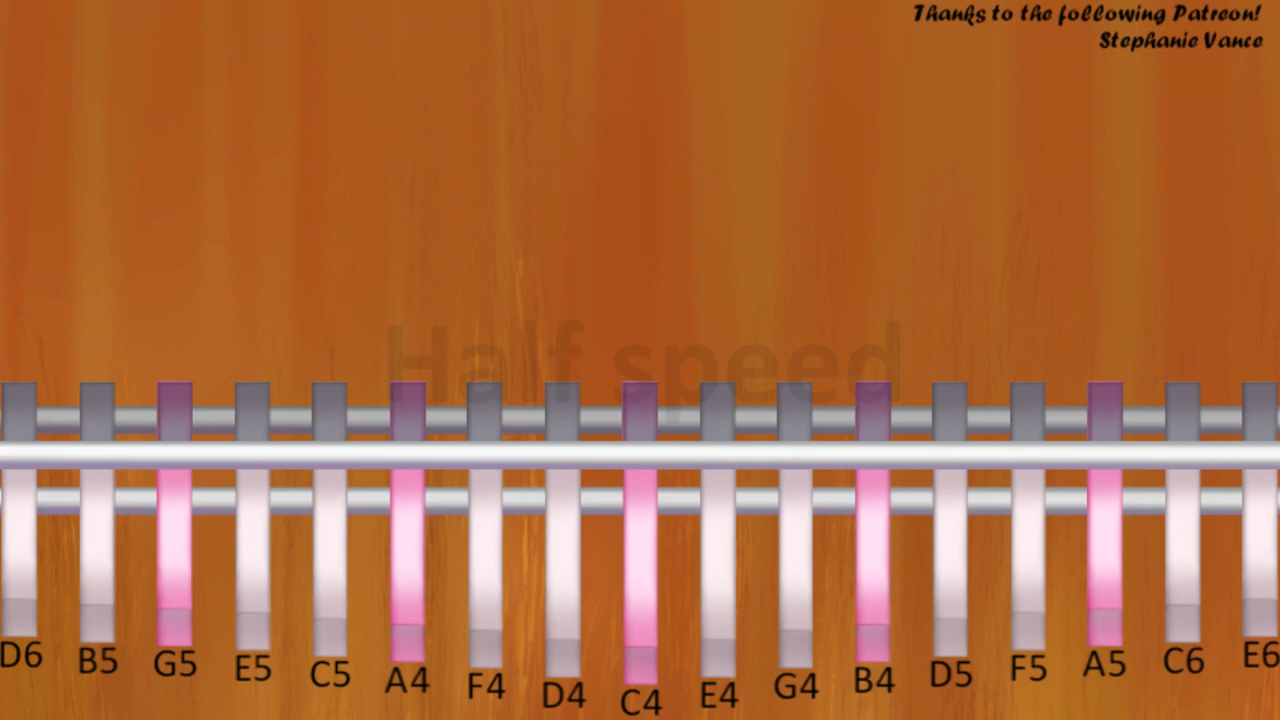 Thanks to the following Patreon!
Stephanie Vance
Half speed
D6 B5 G5 E5 C5 A4 F4 D4 C4 E4 G4 B4 D5 F5 A5 C6 E6